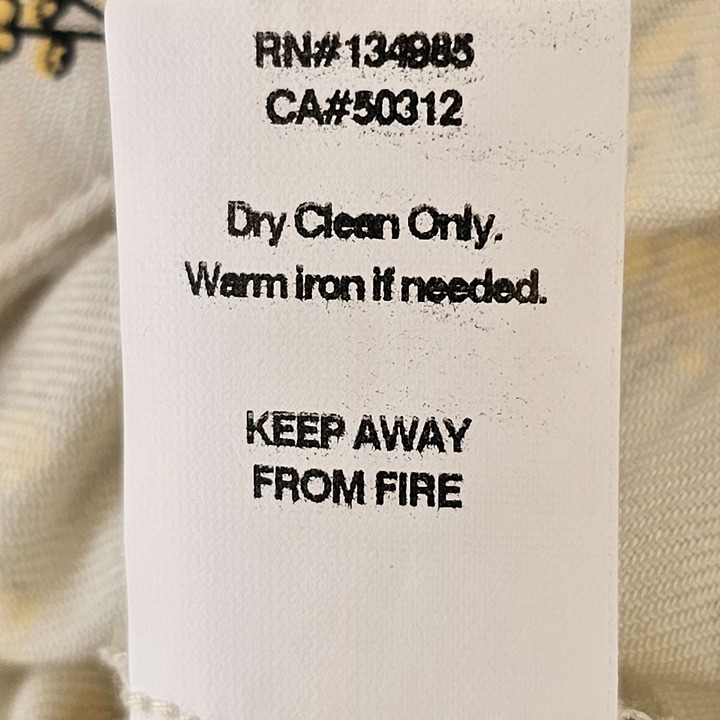 RN#134985
CA#50312
Dry Clean Only.
Warm iron if needed.
KEEP AWAY
FROM FIRE